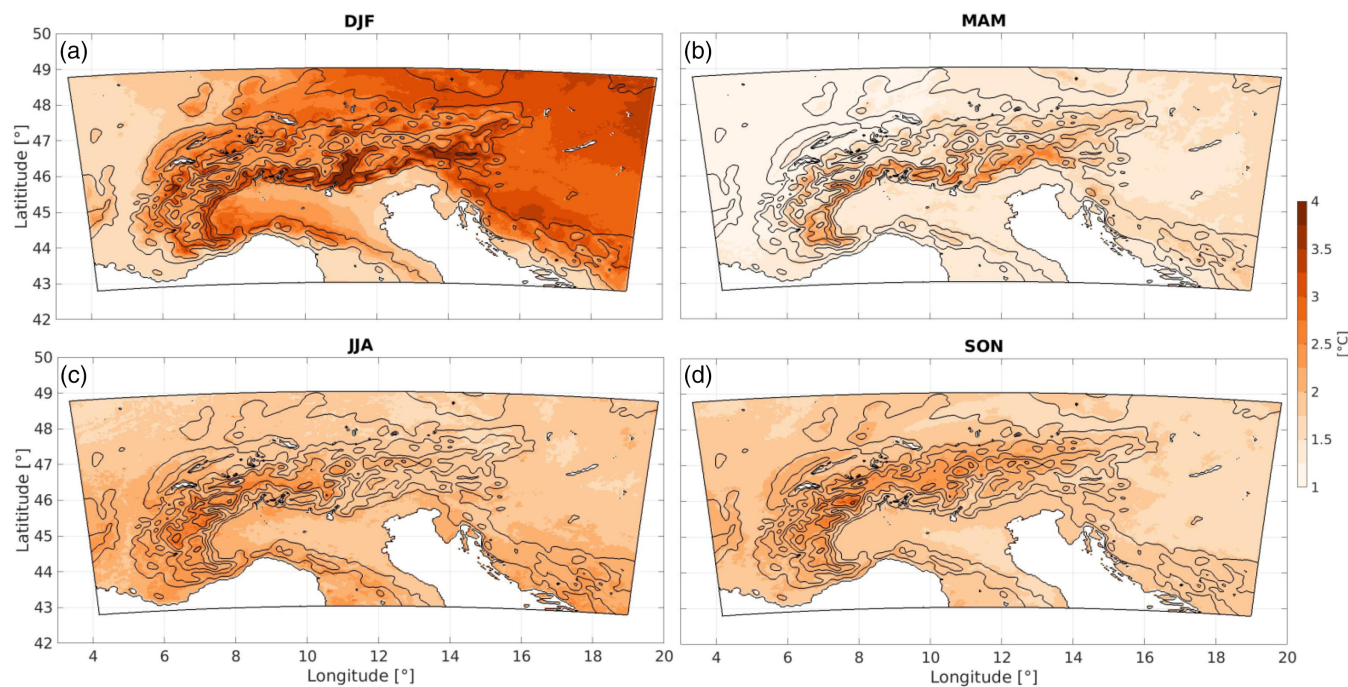 DJF
MAM
(a)
(b)
50
49
48
47
46
45
44
43
42
Latitude [°]
JJA
SON
(c)
(d)
50
49
48
47
46
45
44
43
42
Latitude [°]
4 6 8 10 12 14 16 18 20
Longitude [°]
4 6 8 10 12 14 16 18 20
Longitude [°]
4
3.5
3
2.5
2
1.5
1
[°C]